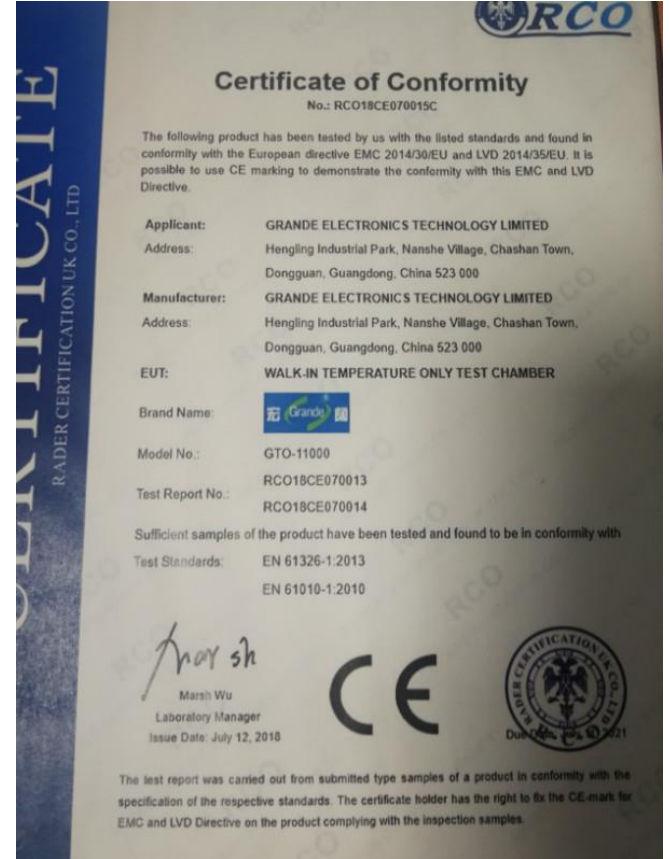 RCO
CERTIFICATE
RADER CERTIFICATION UK CO., LTD
Certificate of Conformity
No.: RCO18CE070015C
The following product has been tested by us with the listed standards and found in
conformity with the European directive EMC 2014/30/EU and LVD 2014/35/EU. It is
possible to use CE marking to demonstrate the conformity with this EMC and LVD
Directive.
Applicant: GRANDE ELECTRONICS TECHNOLOGY LIMITED
Address: Hengling Industrial Park, Nanshe Village, Chashan Town,
Dongguan, Guangdong, China 523 000
Manufacturer: GRANDE ELECTRONICS TECHNOLOGY LIMITED
Address: Hengling Industrial Park, Nanshe Village, Chashan Town,
Dongguan, Guangdong, China 523 000
EUT: WALK-IN TEMPERATURE ONLY TEST CHAMBER
Brand Name: 宏 Grande 展
Model No.: GTO-11000
Test Report No.: RCO18CE070013
RCO18CE070014
Sufficient samples of the product have been tested and found to be in conformity with
Test Standards: EN 61326-1:2013
EN 61010-1:2010
Marsh
Marsh Wu
Laboratory Manager
Issue Date: July 12, 2018
CE
RADER CERTIFICATION UK CO., LTD
Due Date: July 2021
The test report was carried out from submitted type samples of a product in conformity with the
specification of the respective standards. The certificate holder has the right to fix the CE-mark for
EMC and LVD Directive on the product complying with the inspection samples.